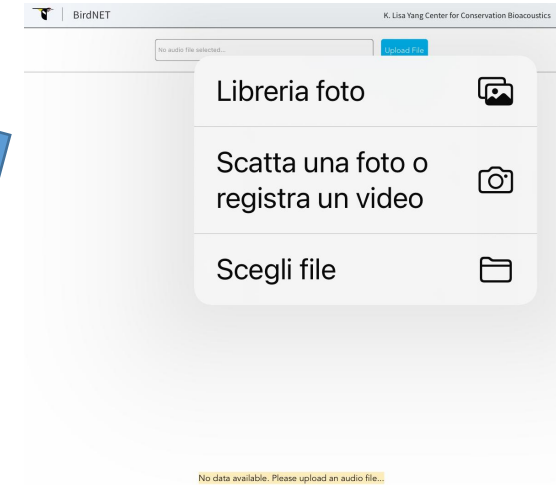 BirdNET
K. Lisa Yang Center for Conservation Bioacoustics
No audio file selected...
Upload File
Libreria foto
Scatta una foto o
registra un video
Scegli file
No data available. Please upload an audio file...